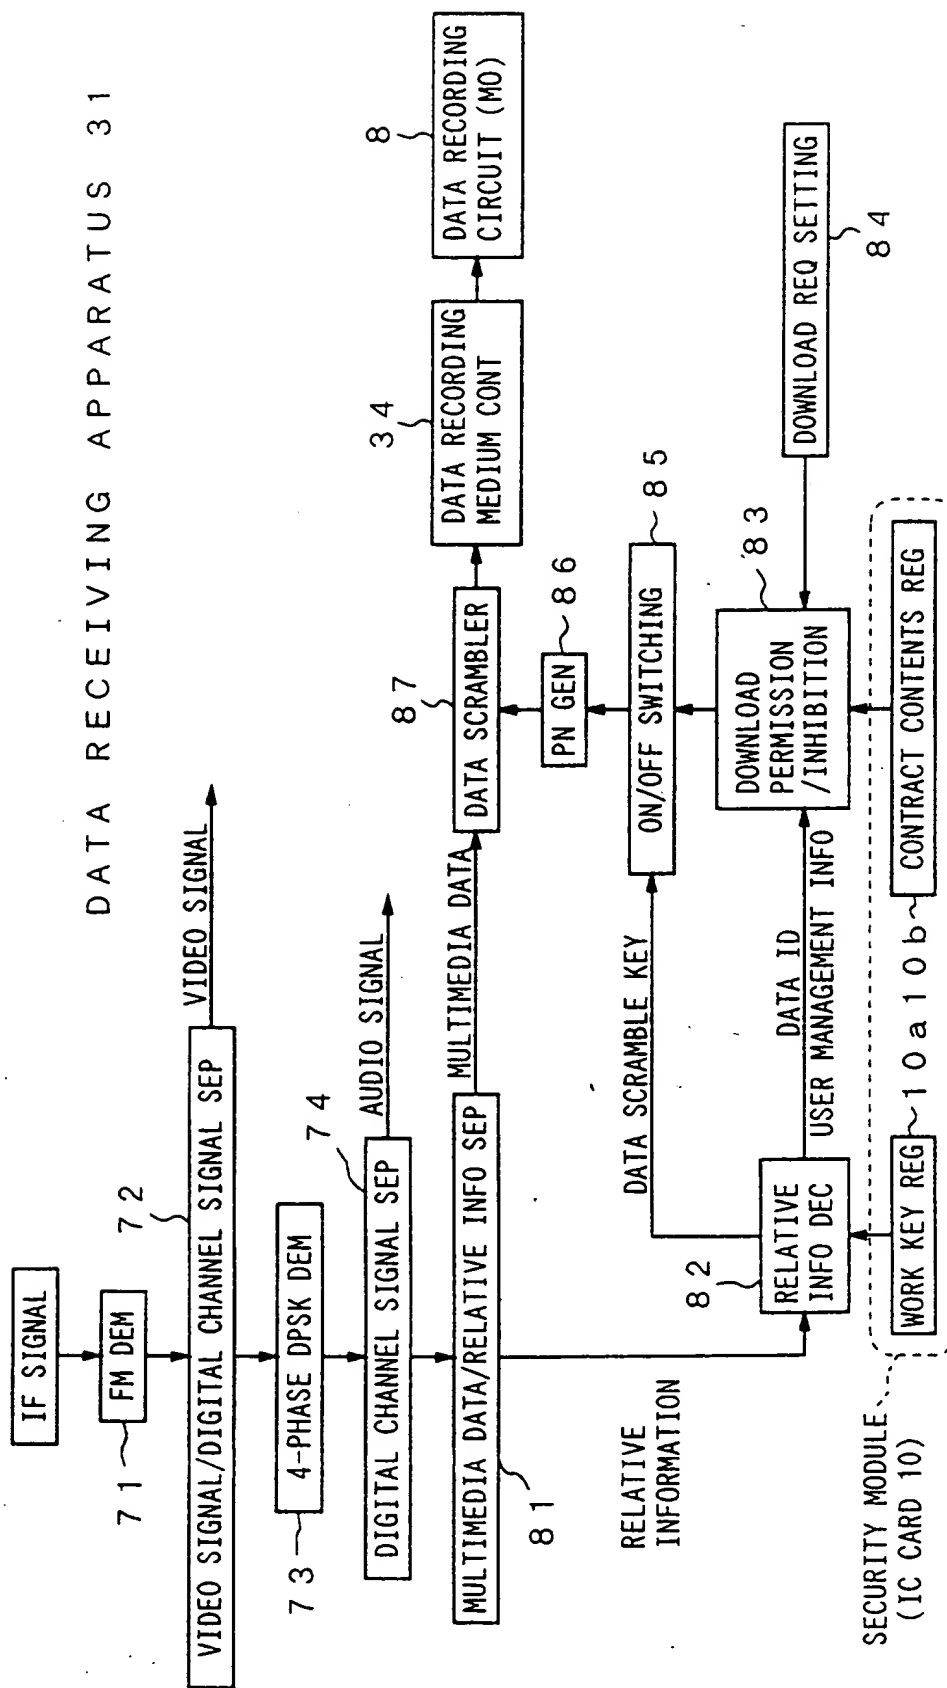 DATA RECEIVING APPARATUS 31
IF SIGNAL
71
FM DEM
72
VIDEO SIGNAL/DIGITAL CHANNEL SIGNAL SEP
VIDEO SIGNAL
73
4-PHASE DPSK DEM
74
DIGITAL CHANNEL SIGNAL SEP
AUDIO SIGNAL
81
MULTIMEDIA DATA/RELATIVE INFO SEP
MULTIMEDIA DATA
87
DATA SCRAMBLER
34
DATA RECORDING
MEDIUM CONT
8
DATA RECORDING
CIRCUIT (MO)
86
PN GEN
RELATIVE
INFORMATION
DATA SCRAMBLE KEY
ON/OFF SWITCHING
85
82
RELATIVE
INFO DEC
DATA ID
USER MANAGEMENT INFO
DOWNLOAD
PERMISSION
/INHIBITION
83
DOWNLOAD REQ SETTING
84
SECURITY MODULE
(IC CARD 10)
WORK KEY REG
10a
10b
CONTRACT CONTENTS REG